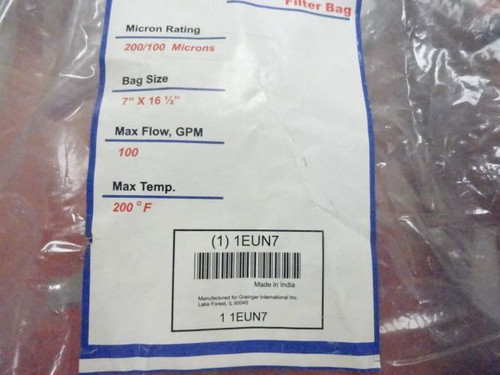 Filter Bag
Micron Rating
200/100 Microns
Bag Size
7" X 16 ½"
Max Flow, GPM
100
Max Temp.
200 °F
(1) 1EUN7
Made in India
Manufactured for Grainger International Inc.
Lake Forest, IL 60045
1 1EUN7